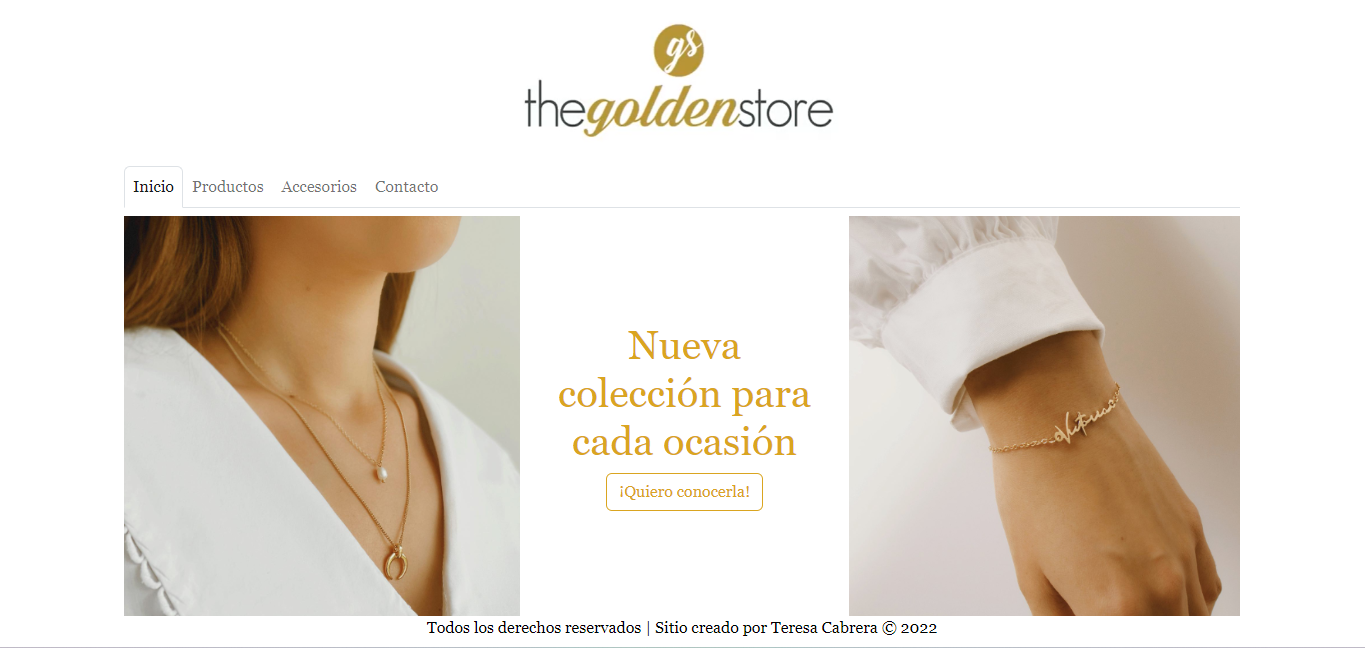 gs
thegoldenstore
Inicio Productos Accesorios Contacto
Nueva
colección para
cada ocasión
¡Quiero conocerla!
Todos los derechos reservados | Sitio creado por Teresa Cabrera © 2022